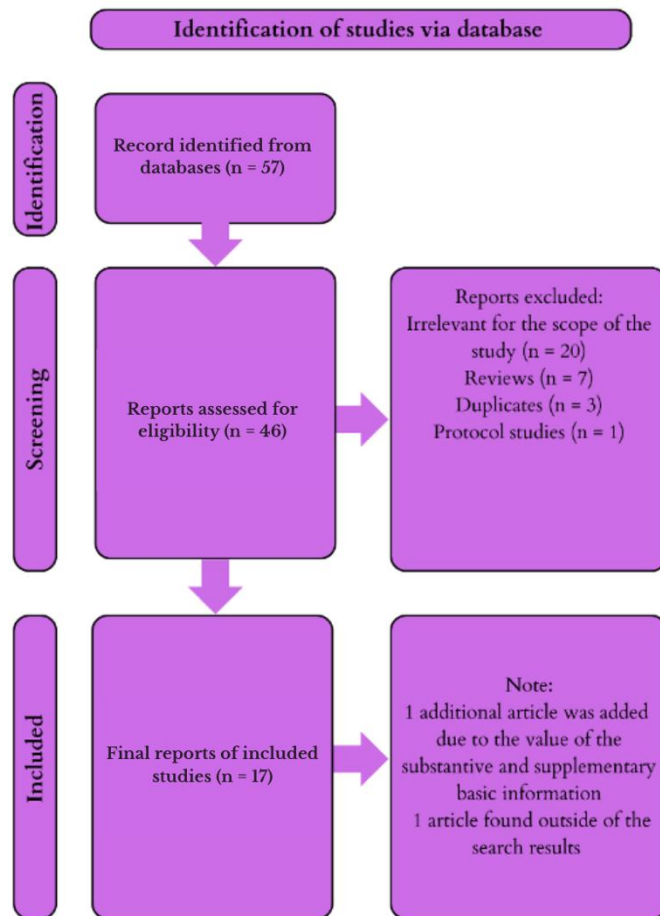 Identification of studies via database
Identification
Record identified from
databases (n = 57)
Screening
Reports assessed for
eligibility (n = 46)
Reports excluded:
Irrelevant for the scope of the
study (n = 20)
Reviews (n = 7)
Duplicates (n = 3)
Protocol studies (n = 1)
Included
Final reports of included
studies (n = 17)
Note:
1 additional article was added
due to the value of the
substantive and supplementary
basic information
1 article found outside of the
search results